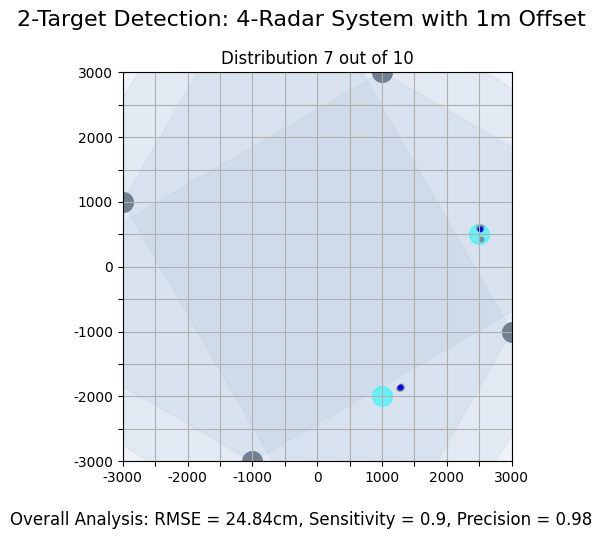 2-Target Detection: 4-Radar System with 1m Offset
Distribution 7 out of 10
3000
2000
1000
0
-1000
-2000
-3000
-3000 -2000 -1000 0 1000 2000 3000
Overall Analysis: RMSE = 24.84cm, Sensitivity = 0.9, Precision = 0.98